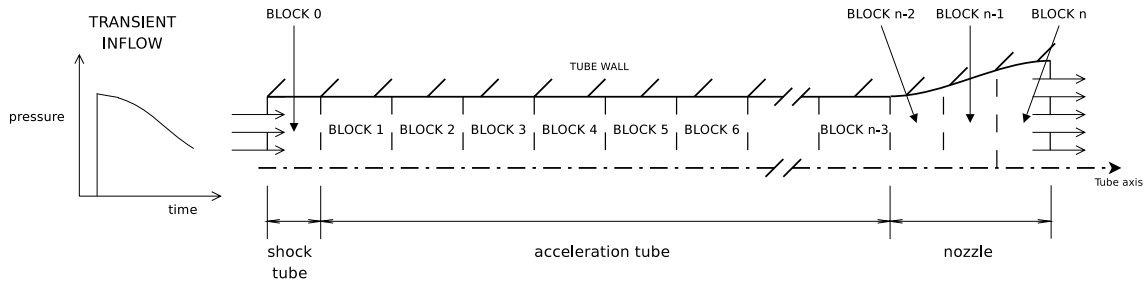 TRANSIENT
INFLOW
pressure
time
BLOCK 0
BLOCK n-2
BLOCK n-1
BLOCK n
TUBE WALL
BLOCK 1
BLOCK 2
BLOCK 3
BLOCK 4
BLOCK 5
BLOCK 6
BLOCK n-3
Tube axis
shock
tube
acceleration tube
nozzle